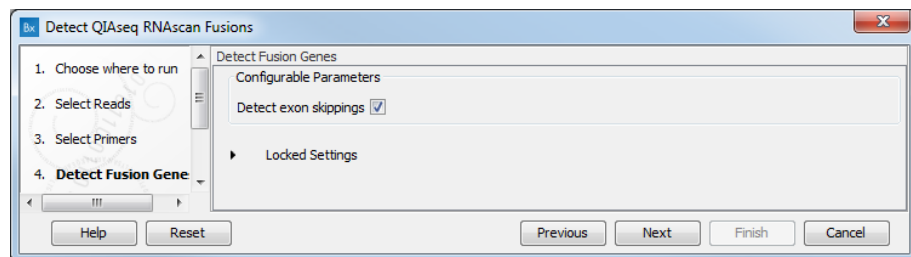 Bx Detect QIAseq RNAscan Fusions
X
1. Choose where to run
2. Select Reads
3. Select Primers
4. Detect Fusion Gene
Detect Fusion Genes
Configurable Parameters
Detect exon skippings
Locked Settings
Help Reset Previous Next Finish Cancel